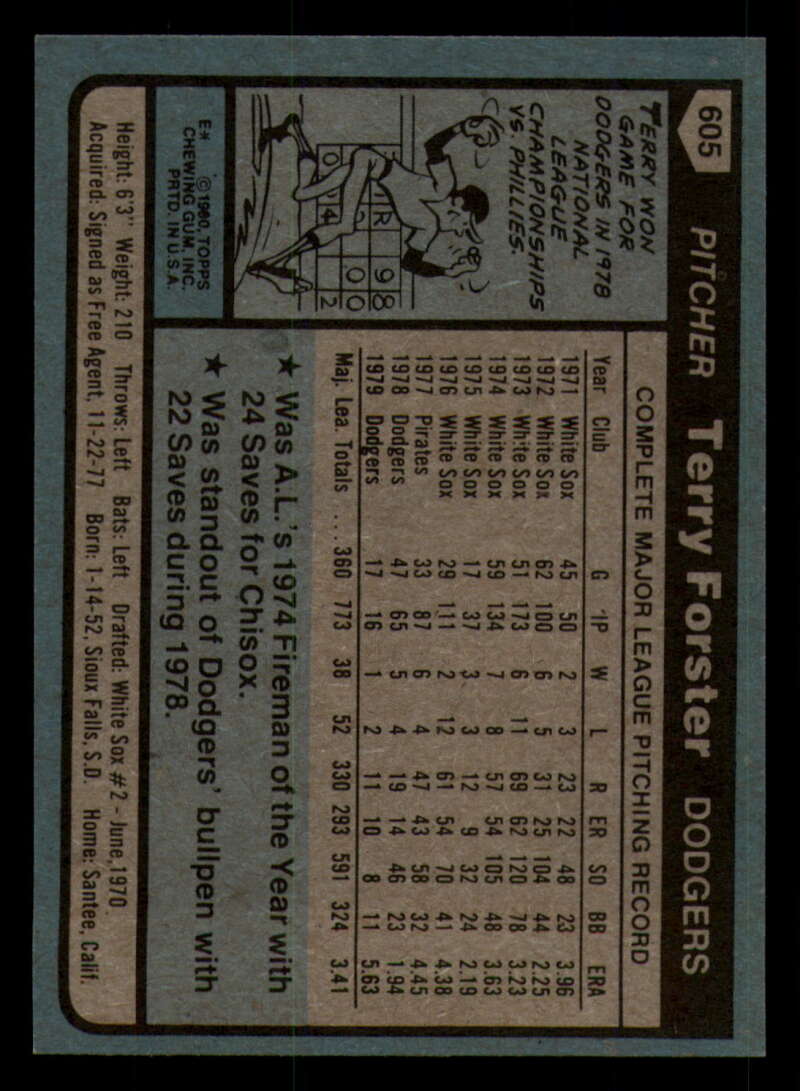 605 PITCHER Terry Forster DODGERS
TERRY WON
GAME FOR
DODGERS IN 1978
NATIONAL
LEAGUE
CHAMPIONSHIPS
VS. PHILLIES.
E* © 1980 TOPPS
CHEWING GUM, INC.
PRTD. IN U.S.A.
COMPLETE MAJOR LEAGUE PITCHING RECORD
Year Club G IP W L R ER SO BB ERA
1971 White Sox 45 50 2 3 23 22 48 23 3.96
1972 White Sox 62 100 6 5 31 25 104 44 2.25
1973 White Sox 51 173 6 11 69 62 120 78 3.23
1974 White Sox 59 134 7 8 57 54 105 48 3.63
1975 White Sox 17 37 3 3 12 9 32 24 2.19
1976 White Sox 29 111 2 12 61 54 70 41 4.38
1977 Pirates 33 87 6 4 47 43 58 32 4.45
1978 Dodgers 47 65 5 4 19 14 46 23 1.94
1979 Dodgers 17 16 1 2 11 10 8 11 5.63
Maj. Lea. Totals ... 360 773 38 52 330 293 591 324 3.41
★ Was A.L.'s 1974 Fireman of the Year with
24 Saves for Chisox.
★ Was standout of Dodgers' bullpen with
22 Saves during 1978.
Height: 6'3" Weight: 210 Throws: Left Bats: Left Drafted: White Sox #2 - June, 1970
Acquired: Signed as Free Agent, 11-22-77 Born: 1-14-52, Sioux Falls, S.D. Home: Santee, Calif.